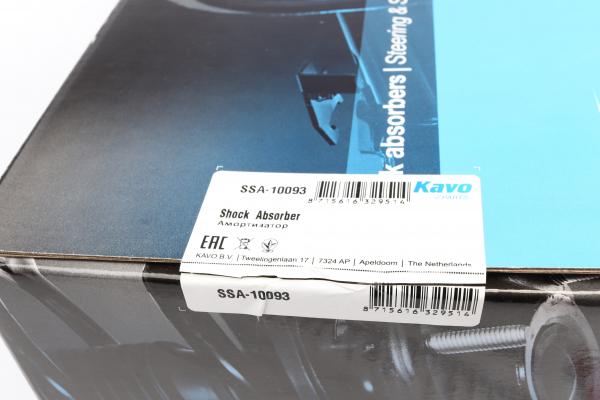 k absorbers | Steering & S
SSA-10093
8 715616 329514
Kavo
PARTS
Shock Absorber
Амортизатор
EAC
KAVO B.V. | Tweelingenlaan 17 | 7324 AP | Apeldoorn | The Netherlands
SSA-10093
8 715616 329514